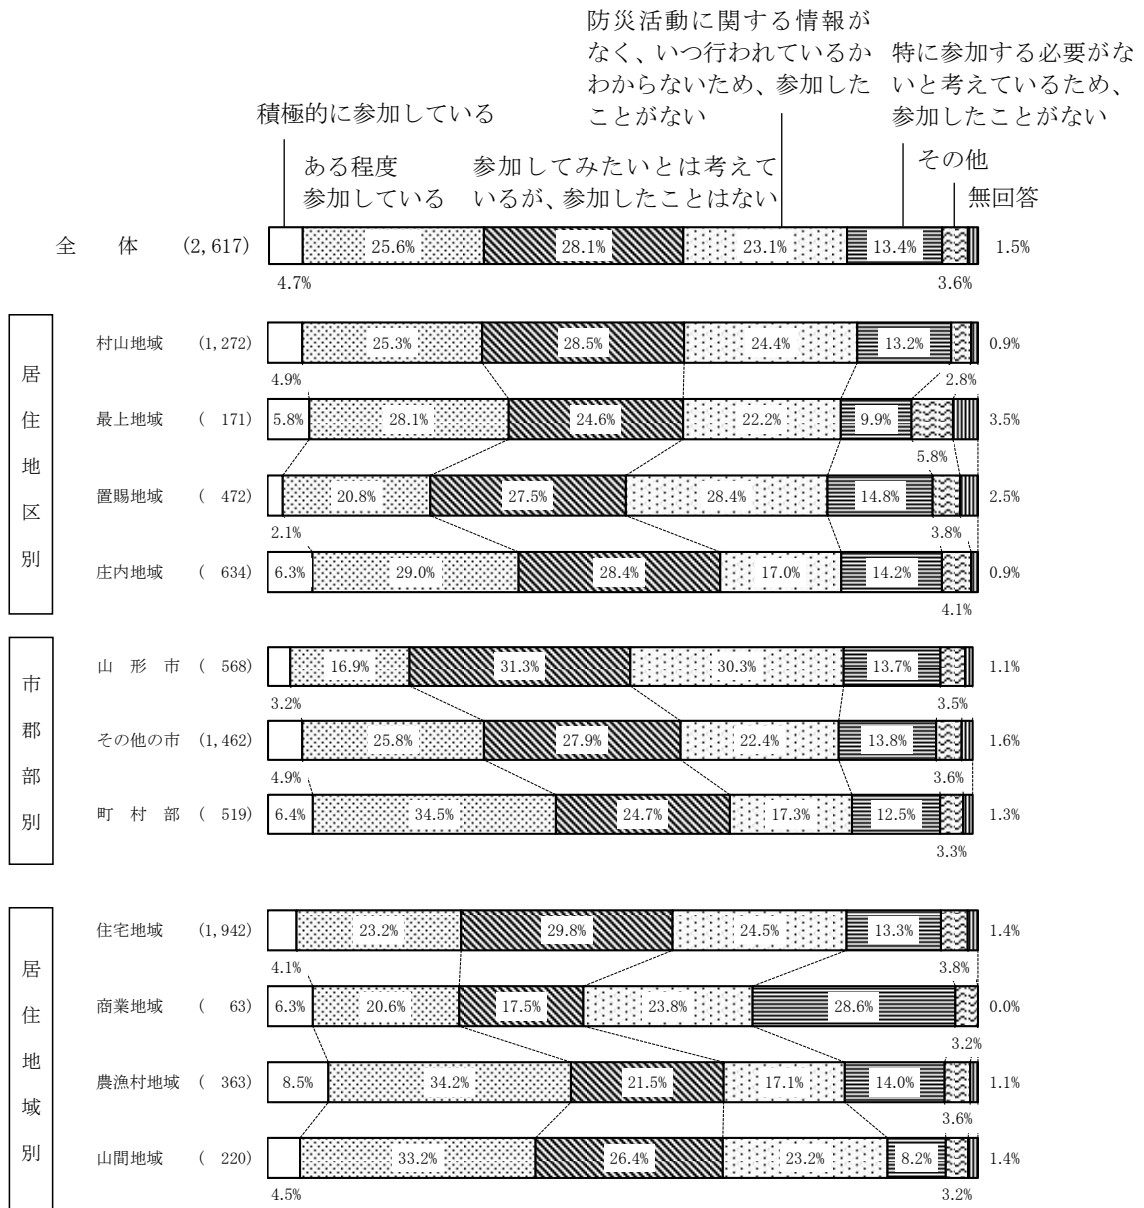 防災活動に関する情報が
なく、いつ行われているか
わからないため、参加した
ことがない
特に参加する必要がな
いと考えているため、
参加したことがない
積極的に参加している
ある程度
参加している
参加してみたいとは考えて
いるが、参加したことはない
その他
無回答
全 体 (2,617) 25.6% 28.1% 23.1% 13.4% 1.5%
4.7% 3.6%
居住地区別
村山地域 (1,272) 25.3% 28.5% 24.4% 13.2% 0.9%
4.9% 2.8%
最上地域 ( 171) 5.8% 28.1% 24.6% 22.2% 9.9% 3.5%
5.8%
置賜地域 ( 472) 20.8% 27.5% 28.4% 14.8% 2.5%
2.1% 3.8%
庄内地域 ( 634) 6.3% 29.0% 28.4% 17.0% 14.2% 0.9%
4.1%
市郡部別
山 形 市 ( 568) 16.9% 31.3% 30.3% 13.7% 1.1%
3.2% 3.5%
その他の市 (1,462) 25.8% 27.9% 22.4% 13.8% 1.6%
4.9% 3.6%
町 村 部 ( 519) 6.4% 34.5% 24.7% 17.3% 12.5% 1.3%
3.3%
居住地域別
住宅地域 (1,942) 23.2% 29.8% 24.5% 13.3% 1.4%
4.1% 3.8%
商業地域 ( 63) 6.3% 20.6% 17.5% 23.8% 28.6% 0.0%
3.2%
農漁村地域 ( 363) 8.5% 34.2% 21.5% 17.1% 14.0% 1.1%
3.6%
山間地域 ( 220) 33.2% 26.4% 23.2% 8.2% 1.4%
4.5% 3.2%